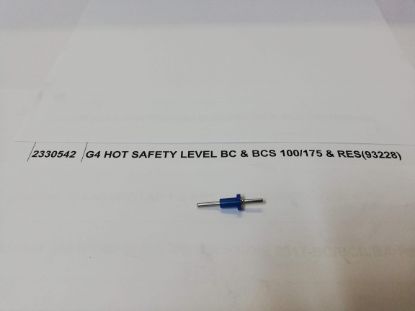 2330542 G4 HOT SAFETY LEVEL BC & BCS 100/175 & RES(93228)